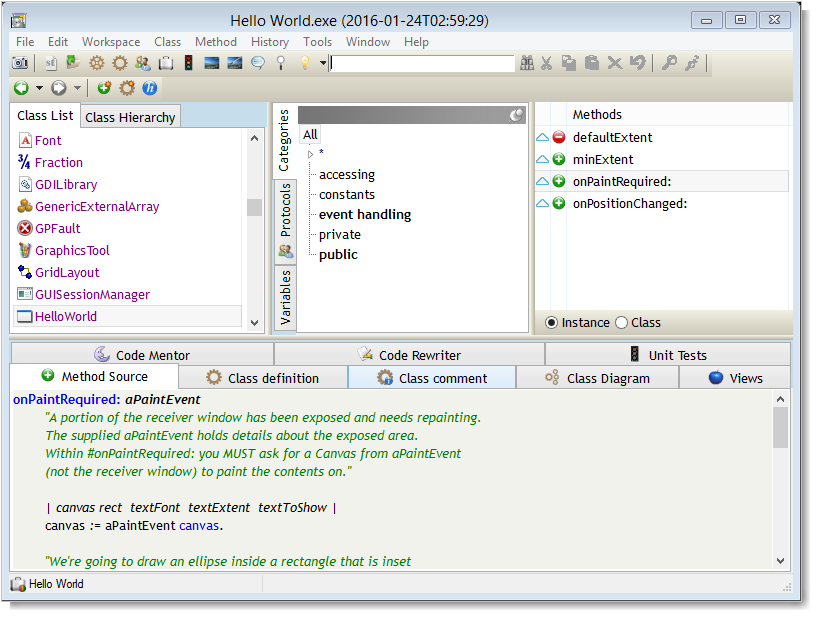 Hello World.exe (2016-01-24T02:59:29)
File Edit Workspace Class Method History Tools Window Help
st
Class List Class Hierarchy
Font
Fraction
GDILibrary
GenericExternalArray
GPFault
GraphicsTool
GridLayout
GUISessionManager
HelloWorld
Categories
Protocols
Variables
All
*
accessing
constants
event handling
private
public
Methods
defaultExtent
minExtent
onPaintRequired:
onPositionChanged:
Instance Class
Code Mentor Code Rewriter Unit Tests
Method Source Class definition Class comment Class Diagram Views
onPaintRequired: aPaintEvent
"A portion of the receiver window has been exposed and needs repainting.
The supplied aPaintEvent holds details about the exposed area.
Within #onPaintRequired: you MUST ask for a Canvas from aPaintEvent
(not the receiver window) to paint the contents on."
| canvas rect textFont textExtent textToShow |
canvas := aPaintEvent canvas.
"We're going to draw an ellipse inside a rectangle that is inset
Hello World